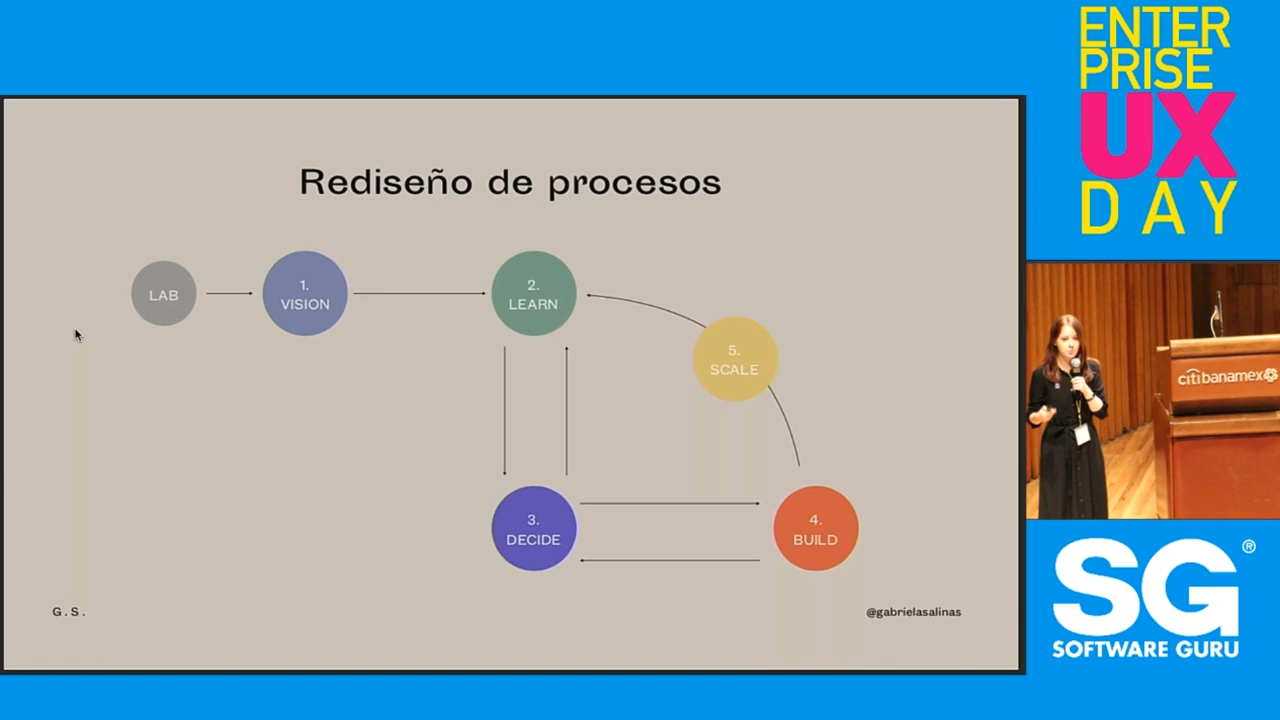 ENTER
PRISE
UX
DAY
Rediseño de procesos
LAB
1.
VISION
2.
LEARN
5.
SCALE
3.
DECIDE
4.
BUILD
G.S.
@gabrielasalinas
citibanamex
SG®
SOFTWARE GURU